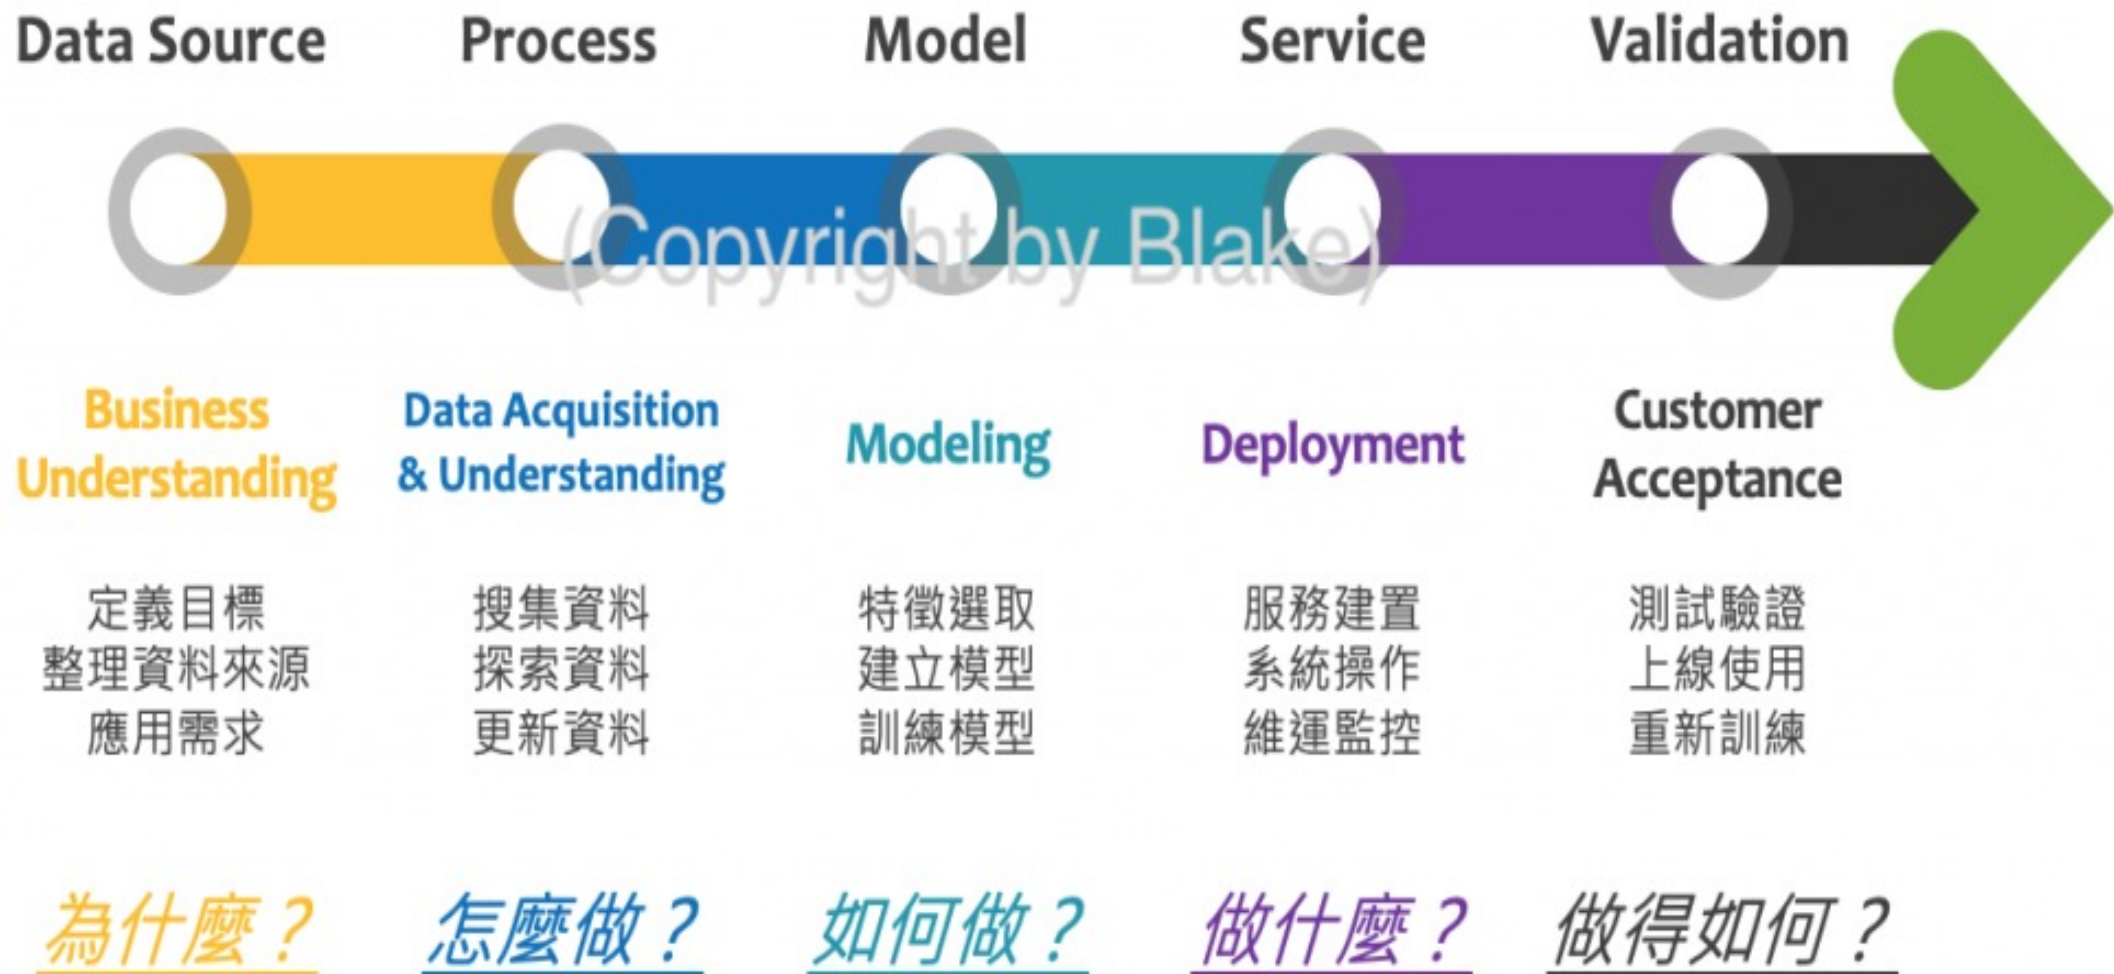 Data Source
Process
Model
Service
Validation
(Copyright by Blake)
Business
Understanding
Data Acquisition
& Understanding
Modeling
Deployment
Customer
Acceptance
定義目標
整理資料來源
應用需求
搜集資料
探索資料
更新資料
特徵選取
建立模型
訓練模型
服務建置
系統操作
維運監控
測試驗證
上線使用
重新訓練
為什麼？
怎麼做？
如何做？
做什麼？
做得如何？